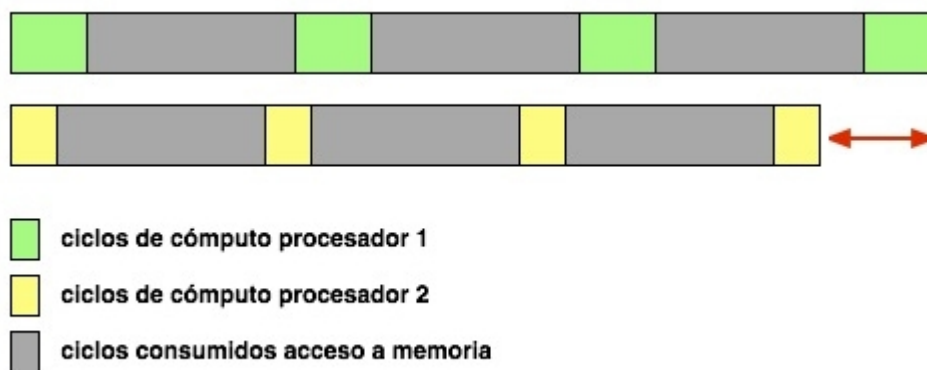 ciclos de cómputo procesador 1
ciclos de cómputo procesador 2
ciclos consumidos acceso a memoria